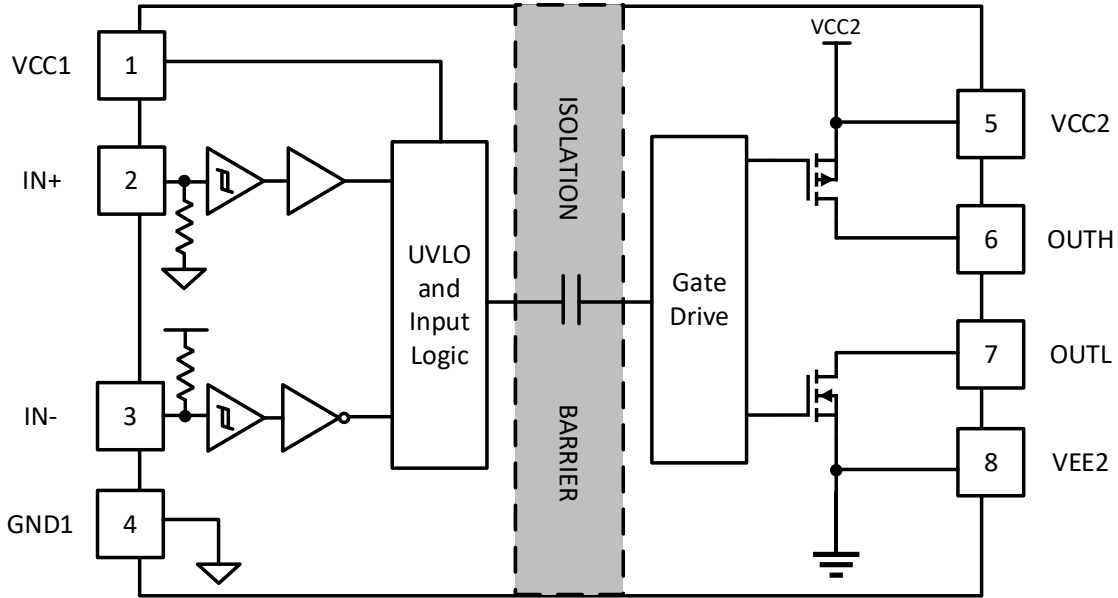 VCC1
1
IN+
2
IN-
3
GND1
4
UVLO
and
Input
Logic
ISOLATION
BARRIER
Gate
Drive
VCC2
5
VCC2
6
OUTH
7
OUTL
8
VEE2